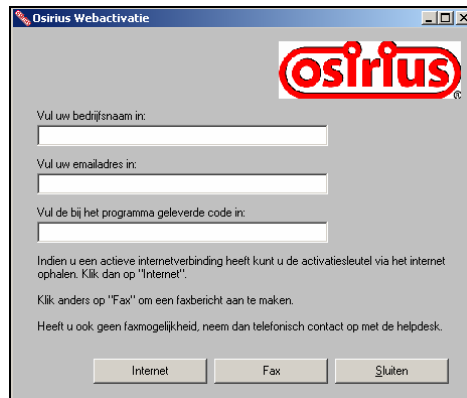 Osirius Webactivatie
osirius
Vul uw bedrijfsnaam in:
Vul uw emailadres in:
Vul de bij het programma geleverde code in:
Indien u een actieve internetverbinding heeft kunt u de activatiesleutel via het internet
ophalen. Klik dan op "Internet".
Klik anders op "Fax" om een faxbericht aan te maken.
Heeft u ook geen faxmogelijkheid, neem dan telefonisch contact op met de helpdesk.
Internet
Fax
Sluiten